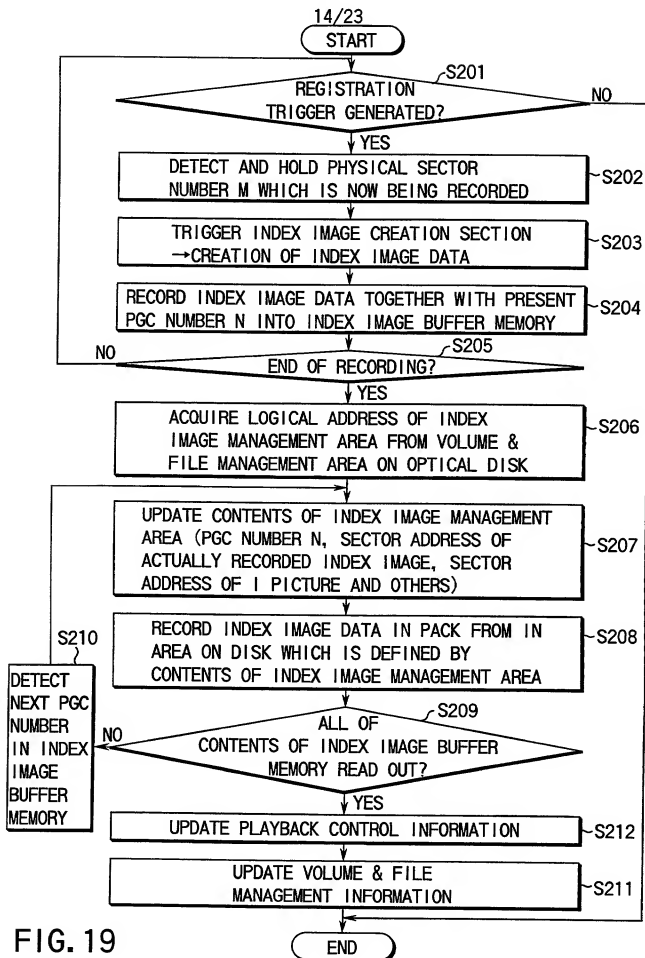 14/23
START
S201
REGISTRATION
TRIGGER GENERATED?
NO
YES
DETECT AND HOLD PHYSICAL SECTOR
NUMBER M WHICH IS NOW BEING RECORDED
S202
TRIGGER INDEX IMAGE CREATION SECTION
→CREATION OF INDEX IMAGE DATA
S203
RECORD INDEX IMAGE DATA TOGETHER WITH PRESENT
PGC NUMBER N INTO INDEX IMAGE BUFFER MEMORY
S204
S205
NO
END OF RECORDING?
YES
ACQUIRE LOGICAL ADDRESS OF INDEX
IMAGE MANAGEMENT AREA FROM VOLUME &
FILE MANAGEMENT AREA ON OPTICAL DISK
S206
UPDATE CONTENTS OF INDEX IMAGE MANAGEMENT
AREA (PGC NUMBER N, SECTOR ADDRESS OF
ACTUALLY RECORDED INDEX IMAGE, SECTOR
ADDRESS OF I PICTURE AND OTHERS)
S207
RECORD INDEX IMAGE DATA IN PACK FROM IN
AREA ON DISK WHICH IS DEFINED BY
CONTENTS OF INDEX IMAGE MANAGEMENT AREA
S208
S210
DETECT
NEXT PGC
NUMBER
IN INDEX
IMAGE
BUFFER
MEMORY
S209
NO
ALL OF
CONTENTS OF INDEX IMAGE BUFFER
MEMORY READ OUT?
YES
UPDATE PLAYBACK CONTROL INFORMATION
S212
UPDATE VOLUME & FILE
MANAGEMENT INFORMATION
S211
END
FIG. 19